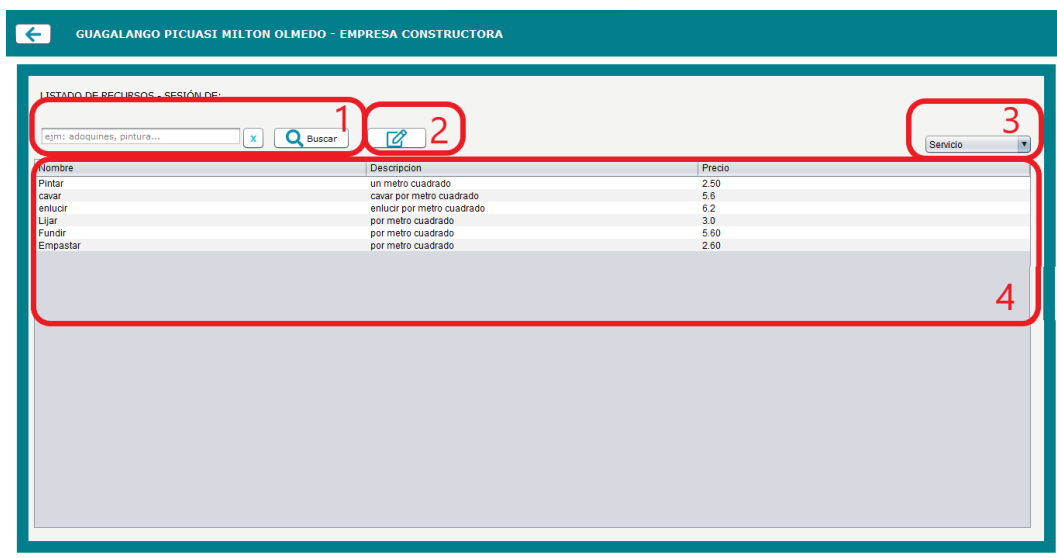 GUAGALANGO PICUASI MILTON OLMEDO - EMPRESA CONSTRUCTORA
LISTADO DE RECURSOS - SESIÓN DE:
1
2
3
ejm: adoquines, pintura... x Buscar
Servicio
Nombre Descripcion Precio
Pintar un metro cuadrado 2.50
cavar cavar por metro cuadrado 5.6
enlucir enlucir por metro cuadrado 6.2
Lijar por metro cuadrado 3.0
Fundir por metro cuadrado 5.60
Empastar por metro cuadrado 2.60
4